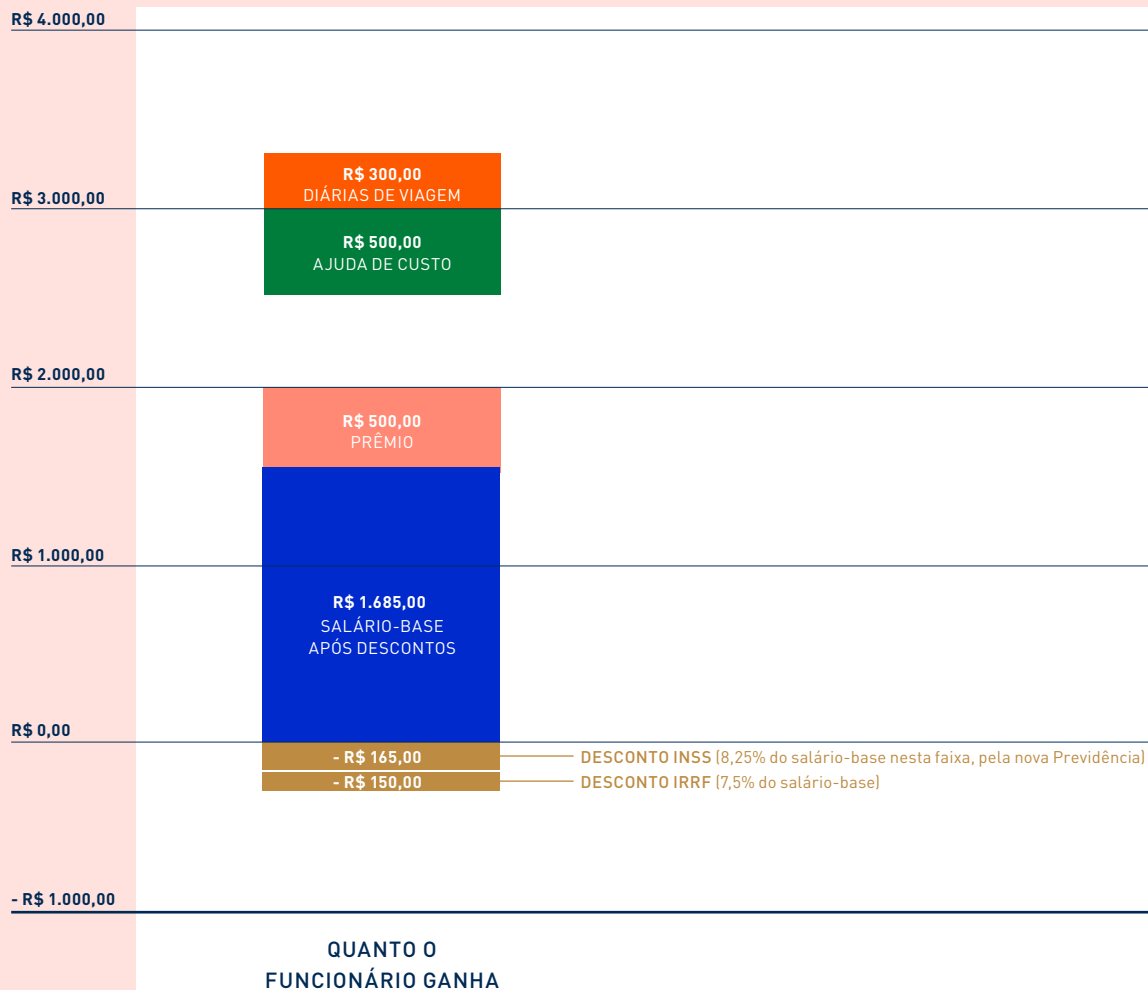 R$ 4.000,00
R$ 300,00
DIÁRIAS DE VIAGEM
R$ 3.000,00
R$ 500,00
AJUDA DE CUSTO
R$ 2.000,00
R$ 500,00
PRÊMIO
R$ 1.000,00
R$ 1.685,00
SALÁRIO-BASE
APÓS DESCONTOS
R$ 0,00
- R$ 165,00
DESCONTO INSS (8,25% do salário-base nesta faixa, pela nova Previdência)
- R$ 150,00
DESCONTO IRRF (7,5% do salário-base)
- R$ 1.000,00
QUANTO O
FUNCIONÁRIO GANHA